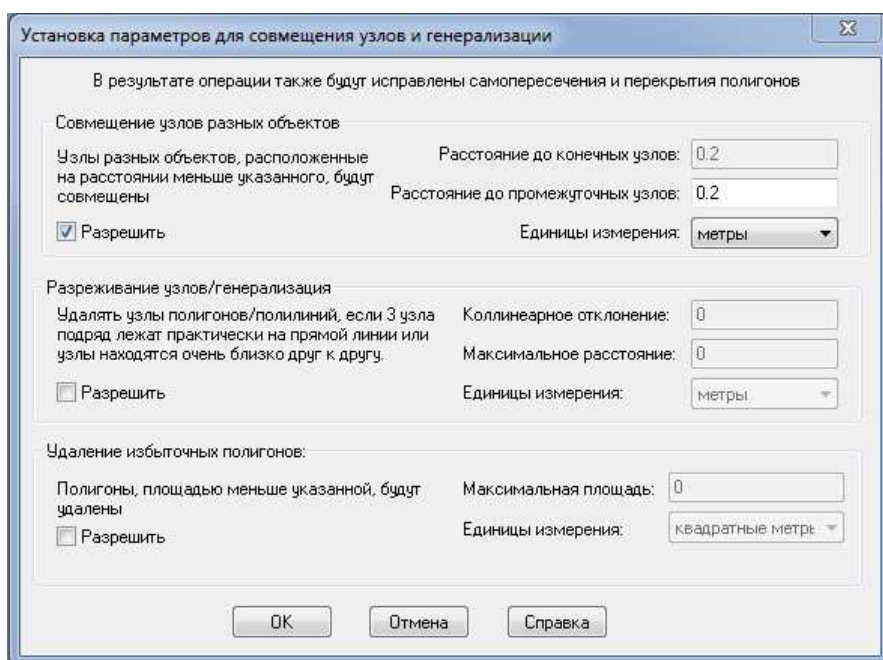 Установка параметров для совмещения узлов и генерализации
В результате операции также будут исправлены самопересечения и перекрытия полигонов
Совмещение узлов разных объектов
Узлы разных объектов, расположенные
на расстоянии меньше указанного, будут
совмещены
Разрешить
Расстояние до конечных узлов: 0.2
Расстояние до промежуточных узлов: 0.2
Единицы измерения: метры
Разреживание узлов/генерализация
Удалять узлы полигонов/полилиний, если 3 узла
подряд лежат практически на прямой линии или
узлы находятся очень близко друг к другу.
Разрешить
Коллинеарное отклонение: 0
Максимальное расстояние: 0
Единицы измерения: метры
Удаление избыточных полигонов:
Полигоны, площадью меньше указанной, будут
удалены
Разрешить
Максимальная площадь: 0
Единицы измерения: квадратные метры
ОК Отмена Справка